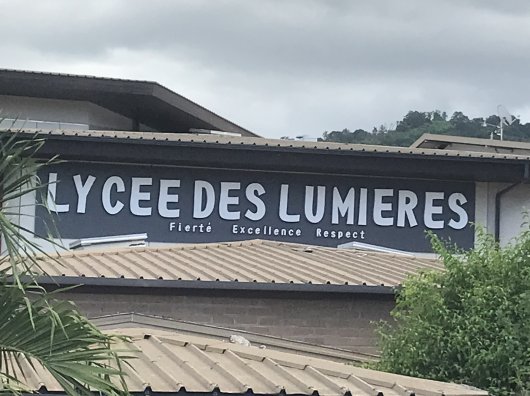 LYCEE DES LUMIERES
Fierté Excellence Respect